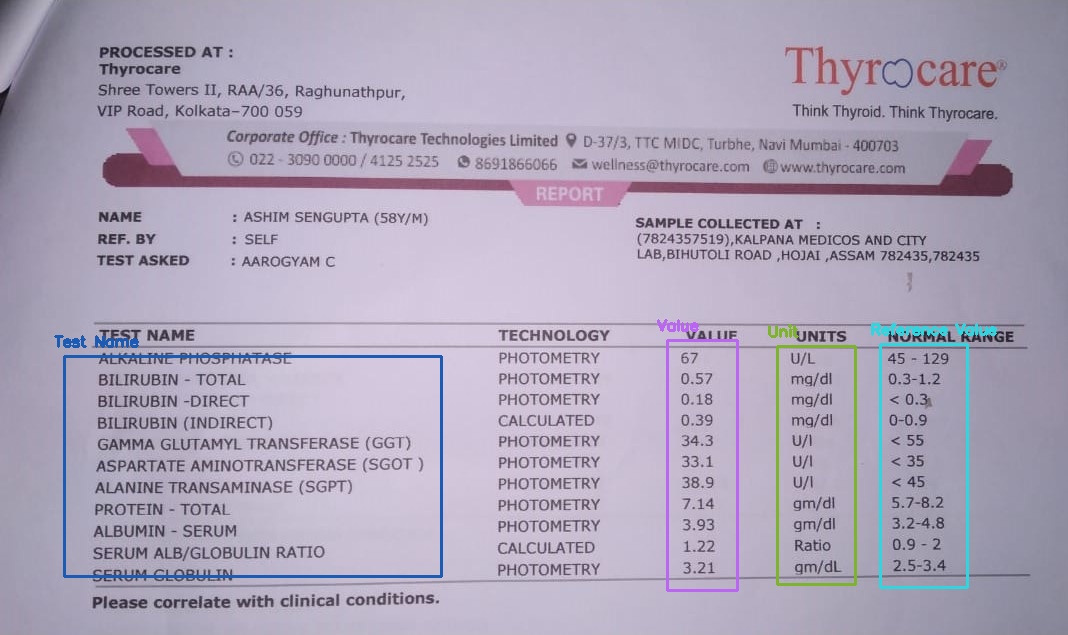 PROCESSED AT :
Thyrocare
Shree Towers II, RAA/36, Raghunathpur,
VIP Road, Kolkata-700 059
Thyrocare®
Think Thyroid. Think Thyrocare.
Corporate Office : Thyrocare Technologies Limited D-37/3, TTC MIDC, Turbhe, Navi Mumbai - 400703
022 - 3090 0000 / 4125 2525 8691866066 wellness@thyrocare.com www.thyrocare.com
REPORT
NAME : ASHIM SENGUPTA (58Y/M)
REF. BY : SELF
TEST ASKED : AAROGYAM C
SAMPLE COLLECTED AT :
(7824357519),KALPANA MEDICOS AND CITY
LAB,BIHUTOLI ROAD ,HOJAI ,ASSAM 782435,782435
Test Name Value Unit Reference Value
TEST NAME TECHNOLOGY VALUE UNITS NORMAL RANGE
ALKALINE PHOSPHATASE PHOTOMETRY 67 U/L 45 - 129
BILIRUBIN - TOTAL PHOTOMETRY 0.57 mg/dl 0.3-1.2
BILIRUBIN -DIRECT PHOTOMETRY 0.18 mg/dl < 0.3
BILIRUBIN (INDIRECT) CALCULATED 0.39 mg/dl 0-0.9
GAMMA GLUTAMYL TRANSFERASE (GGT) PHOTOMETRY 34.3 U/l < 55
ASPARTATE AMINOTRANSFERASE (SGOT ) PHOTOMETRY 33.1 U/l < 35
ALANINE TRANSAMINASE (SGPT) PHOTOMETRY 38.9 U/l < 45
PROTEIN - TOTAL PHOTOMETRY 7.14 gm/dl 5.7-8.2
ALBUMIN - SERUM PHOTOMETRY 3.93 gm/dl 3.2-4.8
SERUM ALB/GLOBULIN RATIO CALCULATED 1.22 Ratio 0.9 - 2
SERUM GLOBULIN PHOTOMETRY 3.21 gm/dL 2.5-3.4
Please correlate with clinical conditions.